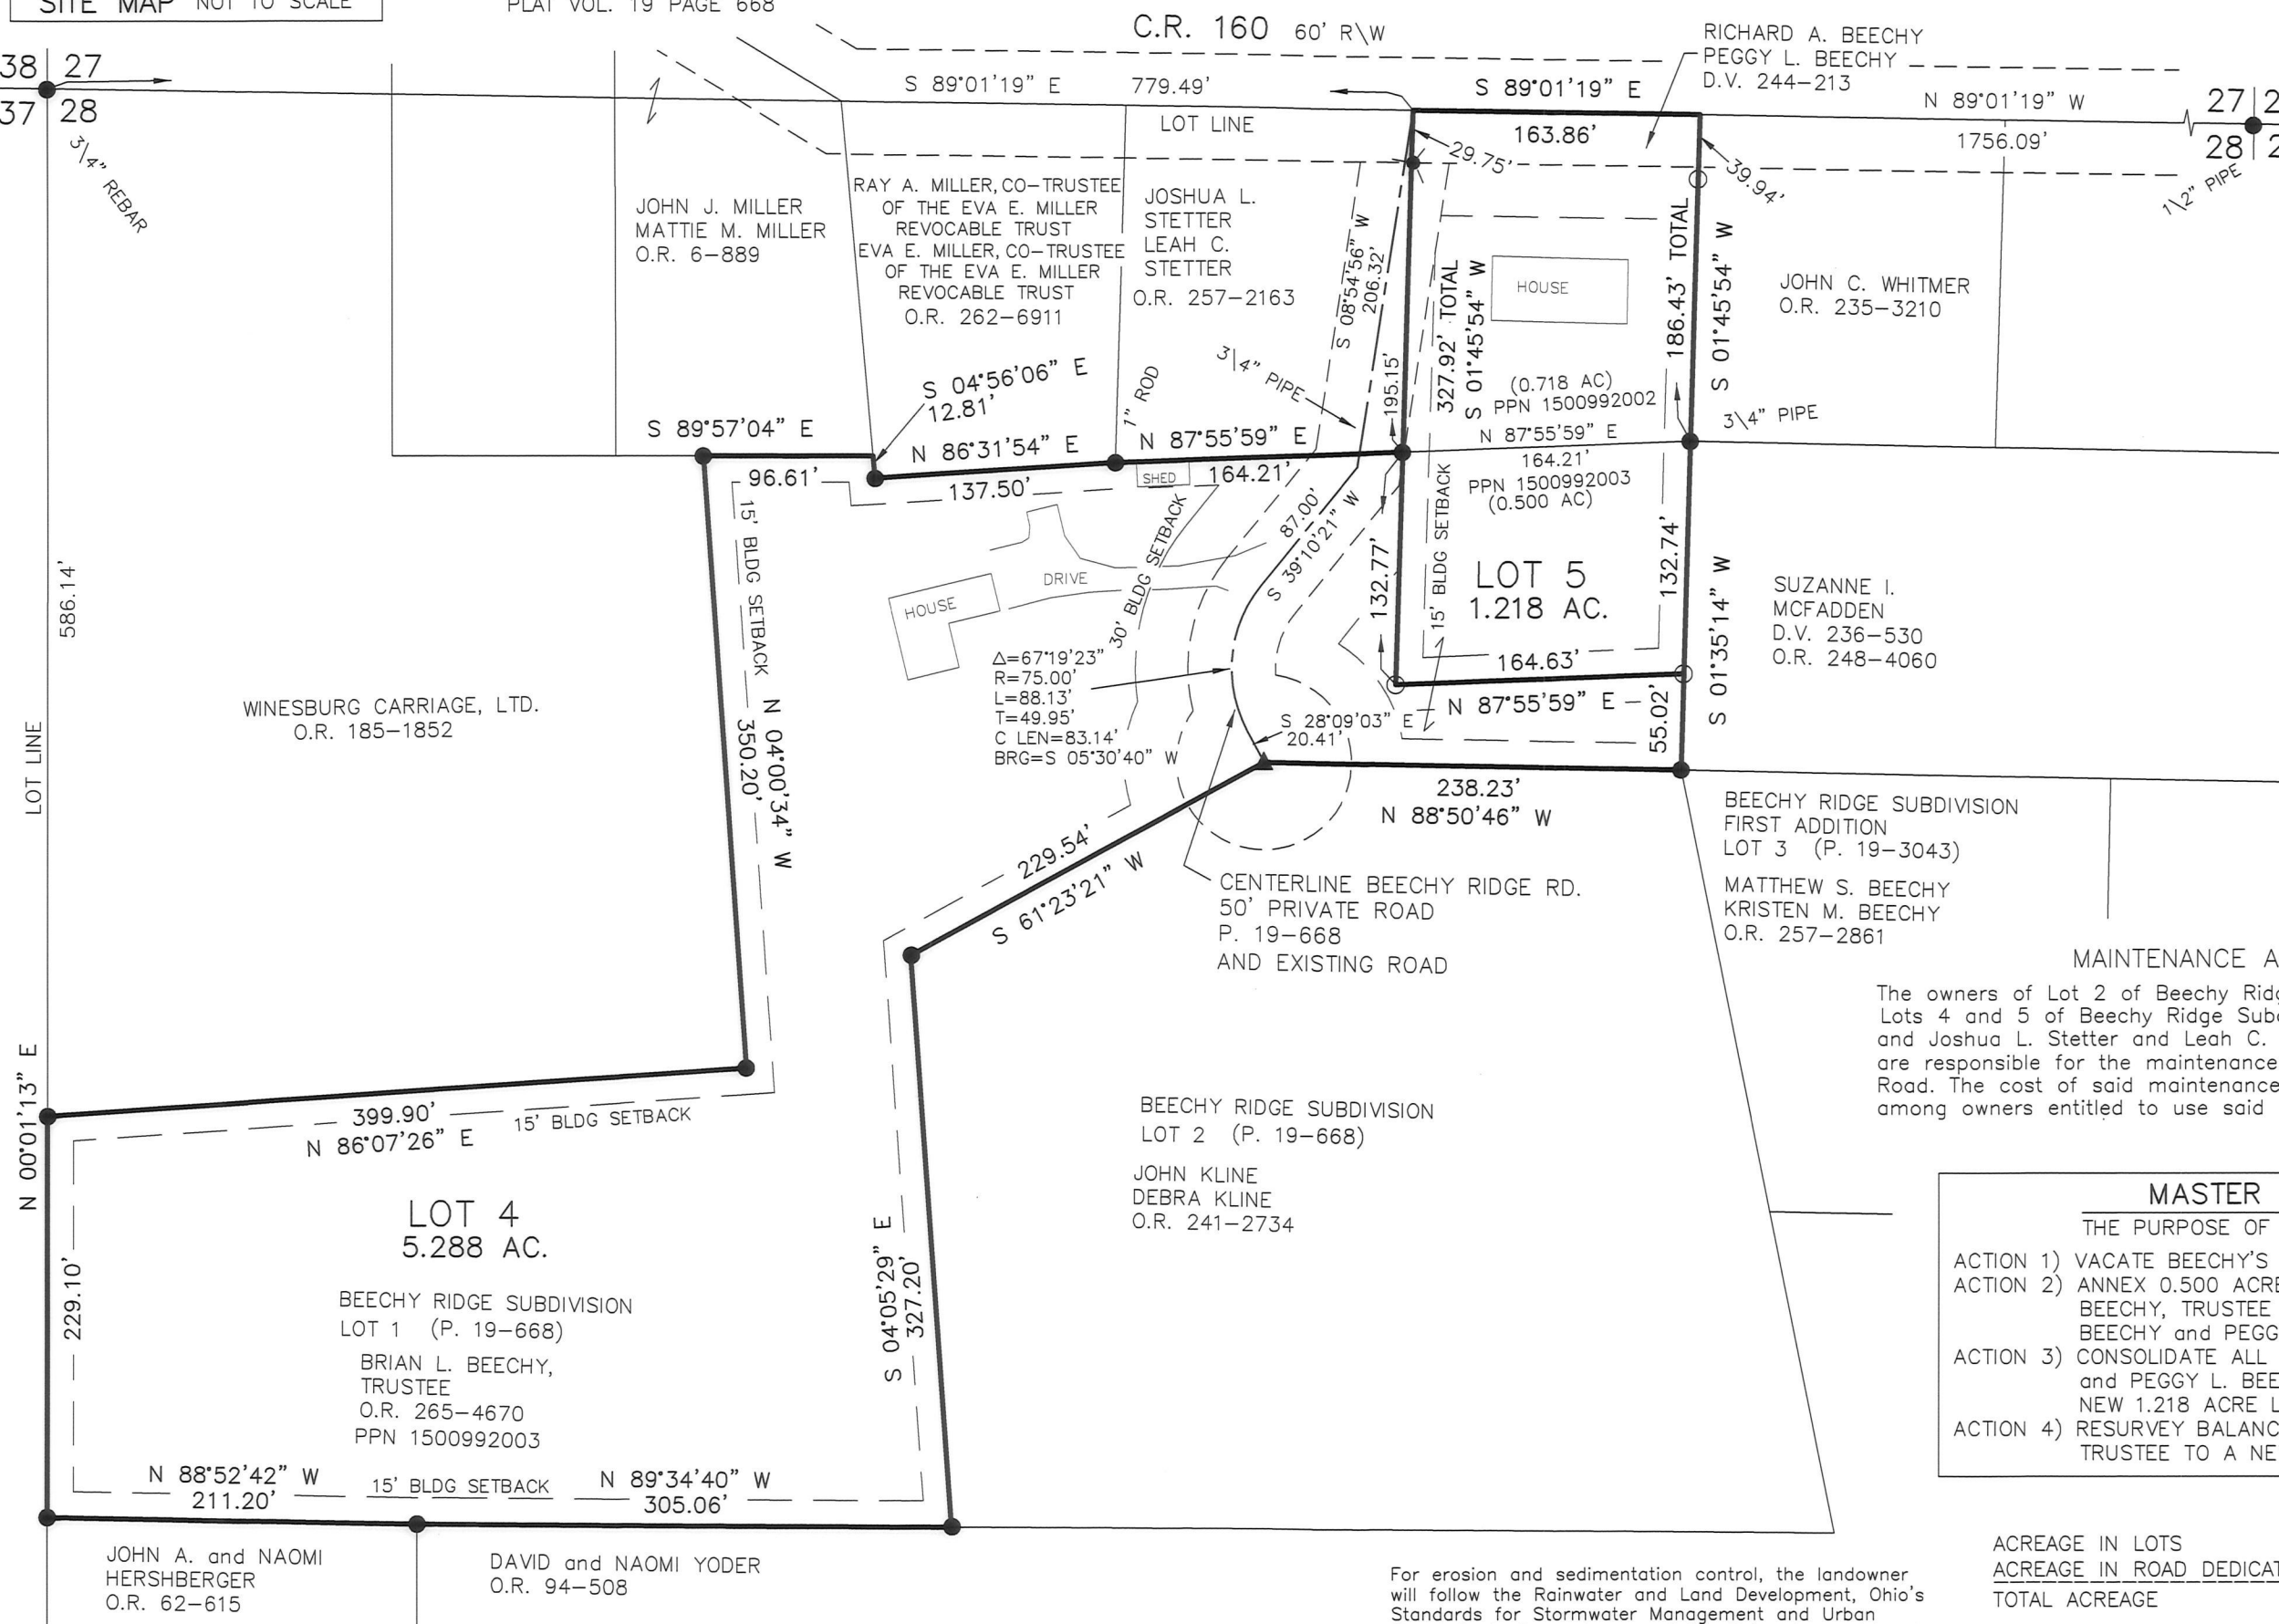 SITE MAP NOT TO SCALE
PLAT VOL. 19 PAGE 668
C.R. 160 60' R\W
RICHARD A. BEECHY
PEGGY L. BEECHY
D.V. 244-213
38 27
37 28
3\4" REBAR
S 89°01'19" E 779.49'
LOT LINE
S 89°01'19" E
163.86'
N 89°01'19" W
1756.09'
27
28
1\2" PIPE
29.75'
39.94'
JOHN J. MILLER
MATTIE M. MILLER
O.R. 6-889
RAY A. MILLER, CO-TRUSTEE
OF THE EVA E. MILLER
REVOCABLE TRUST
EVA E. MILLER, CO-TRUSTEE
OF THE EVA E. MILLER
REVOCABLE TRUST
O.R. 262-6911
JOSHUA L.
STETTER
LEAH C.
STETTER
O.R. 257-2163
S 08°54'56" W
206.32'
3\4" PIPE
195.15'
327.92' TOTAL
S 01°45'54" W
HOUSE
186.43' TOTAL
S 01°45'54" W
JOHN C. WHITMER
O.R. 235-3210
(0.718 AC)
PPN 1500992002
3\4" PIPE
N 87°55'59" E
164.21'
PPN 1500992003
(0.500 AC)
S 04°56'06" E
12.81'
1" ROD
S 89°57'04" E
96.61'
N 86°31'54" E
137.50'
N 87°55'59" E
164.21'
SHED
15' BLDG SETBACK
30' BLDG SETBACK
87.00'
S 39°10'21" W
132.77'
15' BLDG SETBACK
LOT 5
1.218 AC.
132.74'
S 01°35'14" W
SUZANNE I.
MCFADDEN
D.V. 236-530
O.R. 248-4060
586.14'
LOT LINE
WINESBURG CARRIAGE, LTD.
O.R. 185-1852
HOUSE
DRIVE
Δ=67°19'23"
R=75.00'
L=88.13'
T=49.95'
C LEN=83.14'
BRG=S 05°30'40" W
164.63'
N 87°55'59" E
55.02'
S 28°09'03" E
20.41'
N 04°00'34" W
350.20'
238.23'
N 88°50'46" W
229.54'
S 61°23'21" W
CENTERLINE BEECHY RIDGE RD.
50' PRIVATE ROAD
P. 19-668
AND EXISTING ROAD
BEECHY RIDGE SUBDIVISION
FIRST ADDITION
LOT 3 (P. 19-3043)
MATTHEW S. BEECHY
KRISTEN M. BEECHY
O.R. 257-2861
MAINTENANCE A
The owners of Lot 2 of Beechy Ridg
Lots 4 and 5 of Beechy Ridge Sub
and Joshua L. Stetter and Leah C.
are responsible for the maintenance
Road. The cost of said maintenance
among owners entitled to use said
N 00°01'13" E
399.90'
N 86°07'26" E
15' BLDG SETBACK
LOT 4
5.288 AC.
229.10'
BEECHY RIDGE SUBDIVISION
LOT 1 (P. 19-668)
BRIAN L. BEECHY,
TRUSTEE
O.R. 265-4670
PPN 1500992003
S 04°05'29" E
327.20'
BEECHY RIDGE SUBDIVISION
LOT 2 (P. 19-668)
JOHN KLINE
DEBRA KLINE
O.R. 241-2734
MASTER
THE PURPOSE OF
ACTION 1) VACATE BEECHY'S
ACTION 2) ANNEX 0.500 ACRE
BEECHY, TRUSTEE
BEECHY and PEGG
ACTION 3) CONSOLIDATE ALL
and PEGGY L. BEE
NEW 1.218 ACRE L
ACTION 4) RESURVEY BALANC
TRUSTEE TO A NE
N 88°52'42" W
211.20'
15' BLDG SETBACK
N 89°34'40" W
305.06'
JOHN A. and NAOMI
HERSHBERGER
O.R. 62-615
DAVID and NAOMI YODER
O.R. 94-508
For erosion and sedimentation control, the landowner
will follow the Rainwater and Land Development, Ohio's
Standards for Stormwater Management and Urban
ACREAGE IN LOTS
ACREAGE IN ROAD DEDICAT
TOTAL ACREAGE